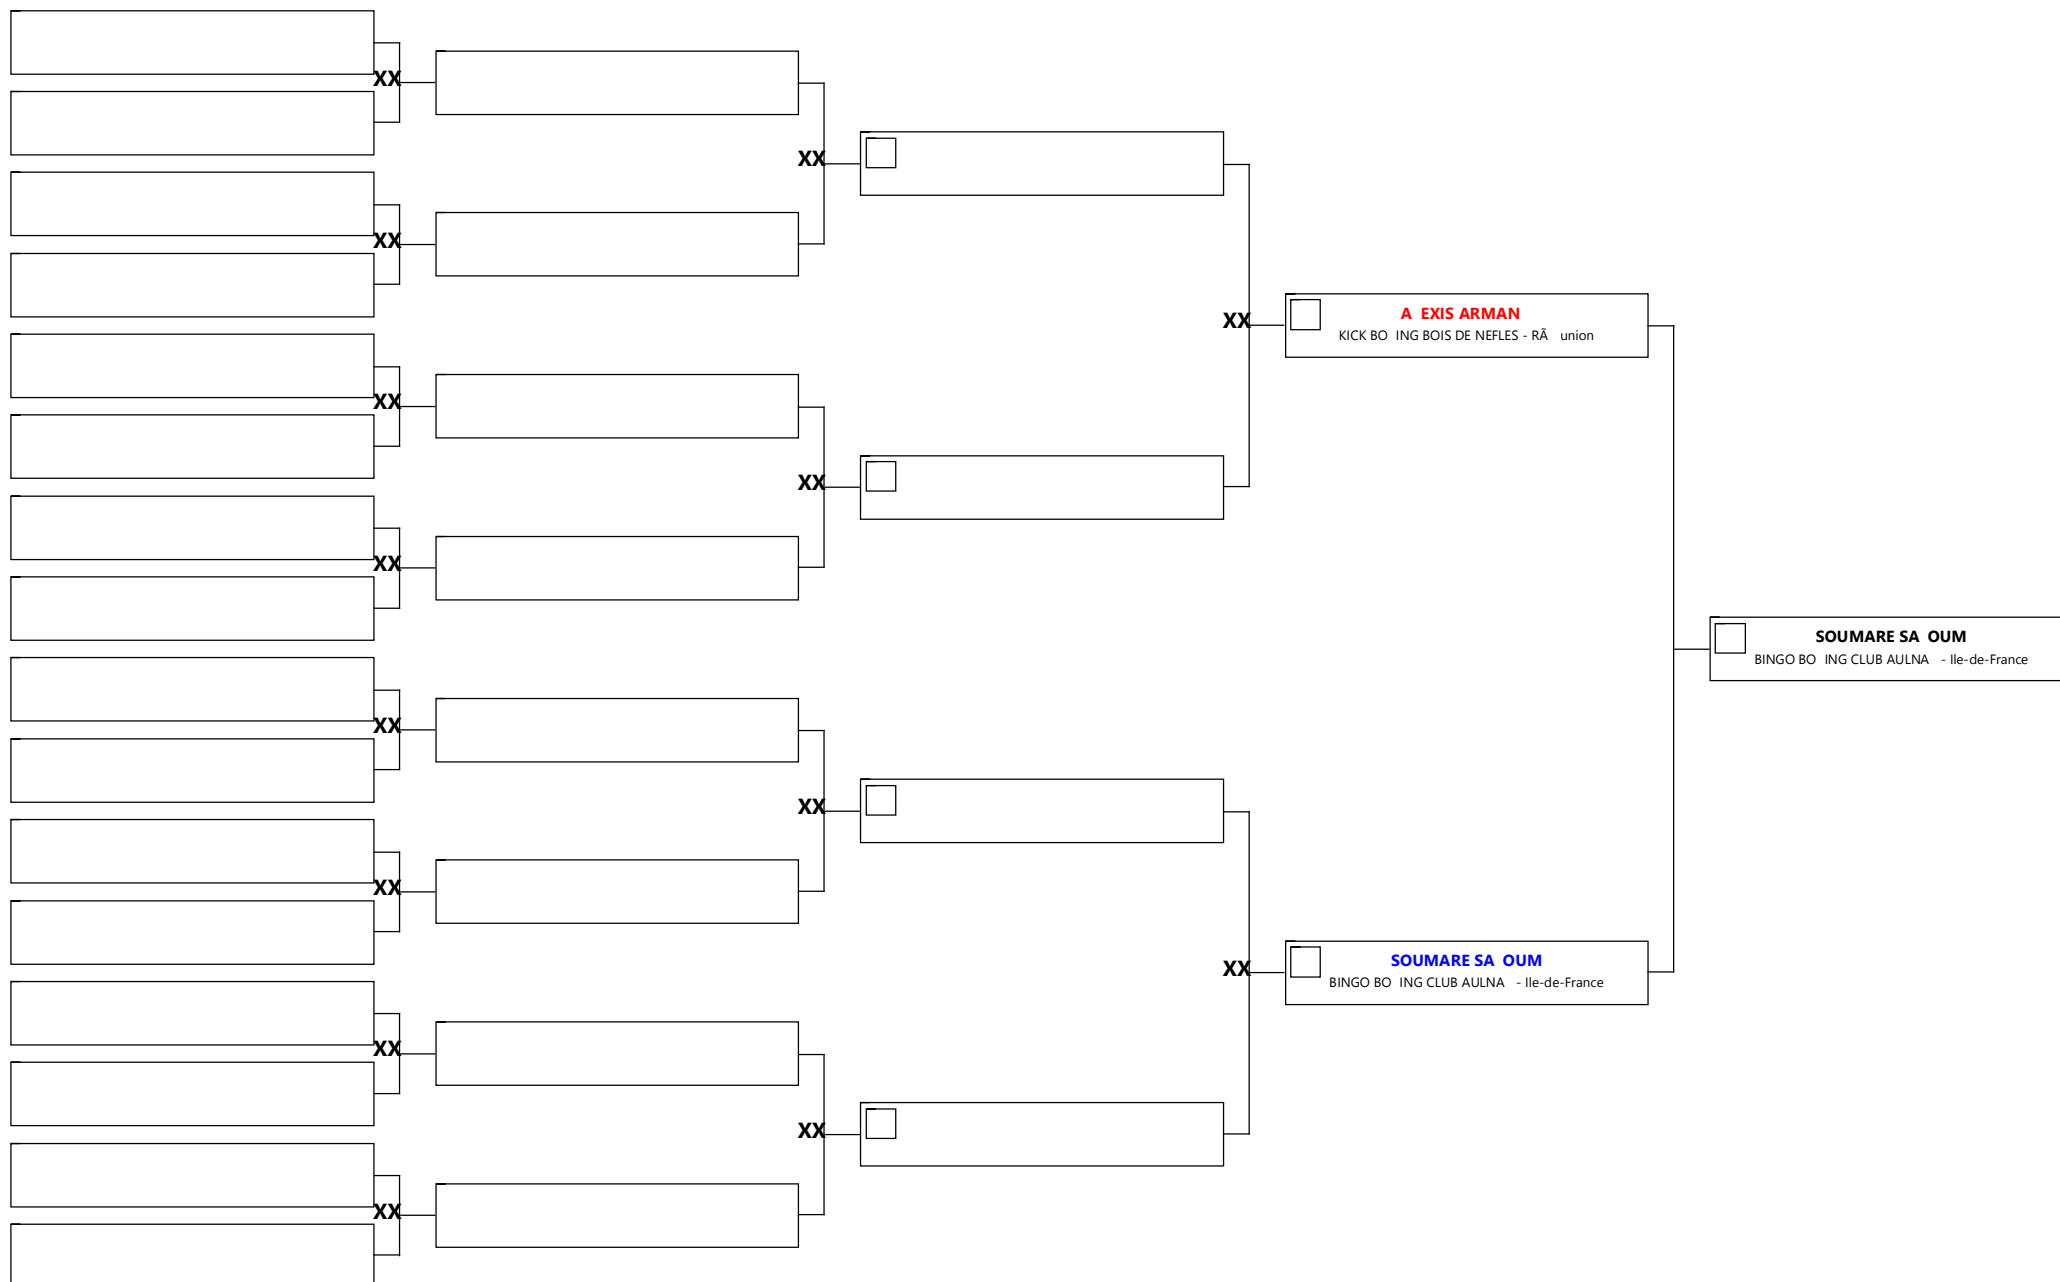 XX
XX
XX
XX
XX
XX
XX
XX
XX
XX
XX
XX
XX
A EXIS ARMAN
KICK BO ING BOIS DE NEFLES - RÃ union
XX
SOUMARE SA OUM
BINGO BO ING CLUB AULNA - Ile-de-France
SOUMARE SA OUM
BINGO BO ING CLUB AULNA - Ile-de-France